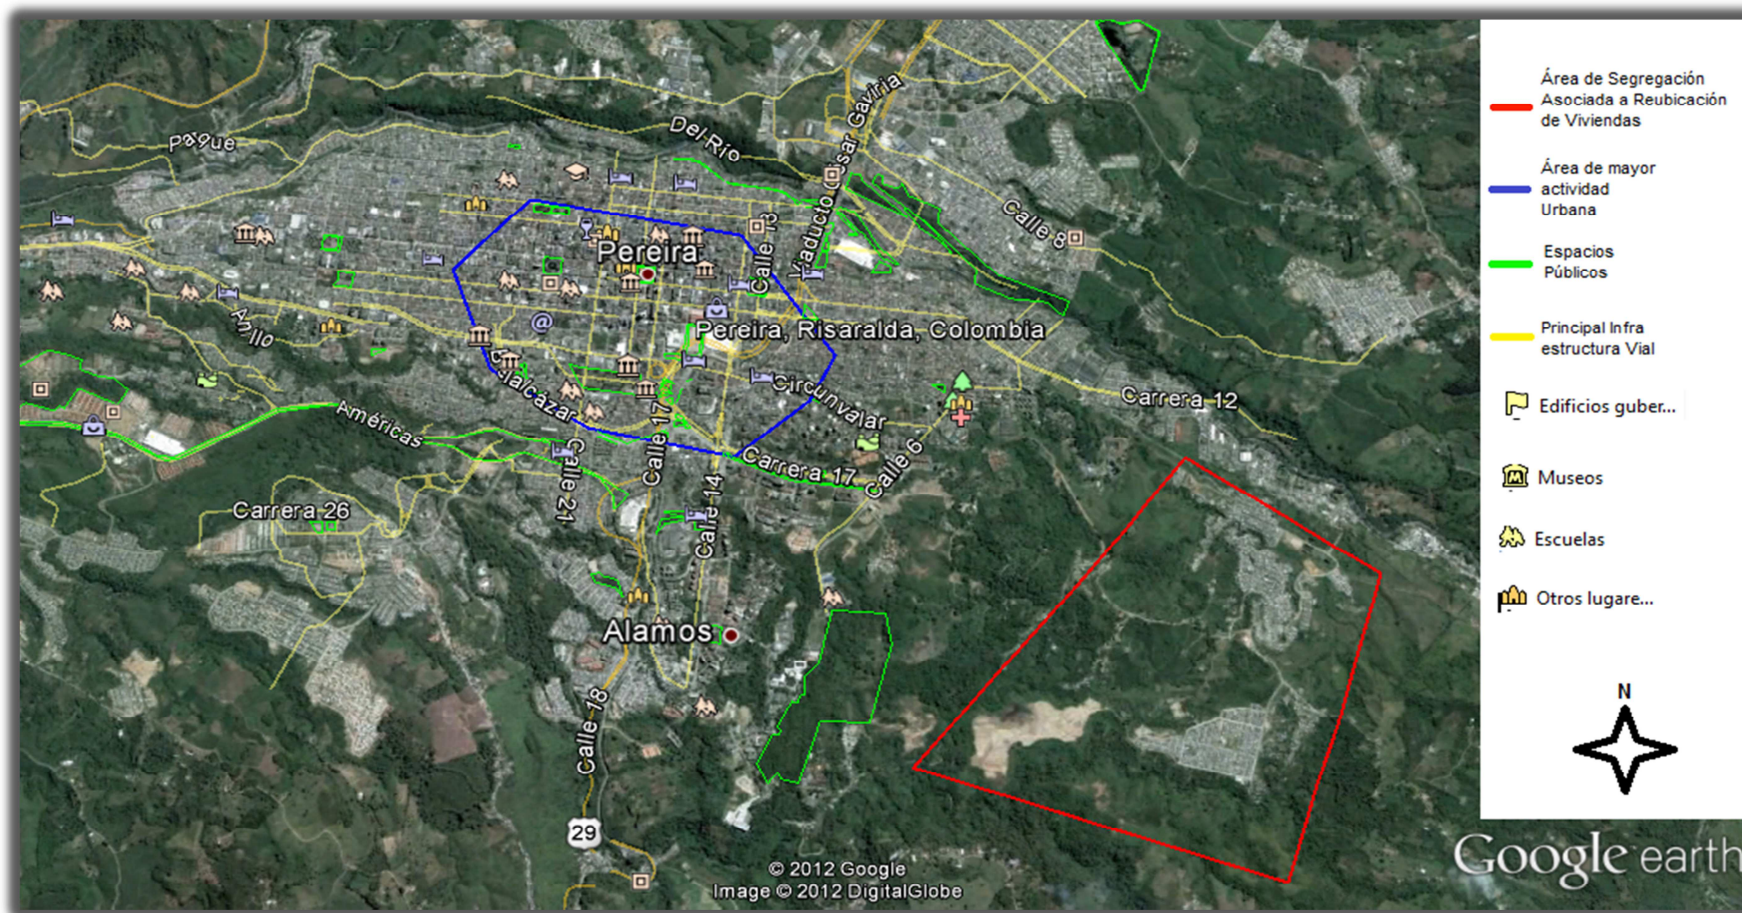 Parque
Del Río
Viaducto César Gaviria
Calle 8
Calle 13
Pereira
Pereira, Risaralda, Colombia
Anillo
@
Circunvalar
Carrera 12
Américas
Calle 17
Calle 21
Carrera 17
Calle 6
Calle 14
Carrera 26
Alamos
Calle 18
29
© 2012 Google
Image © 2012 DigitalGlobe
Google earth
Área de Segregación
Asociada a Reubicación
de Viviendas
Área de mayor
actividad
Urbana
Espacios
Públicos
Principal Infra
estructura Vial
Edificios guber...
M Museos
Escuelas
Otros lugare...
N